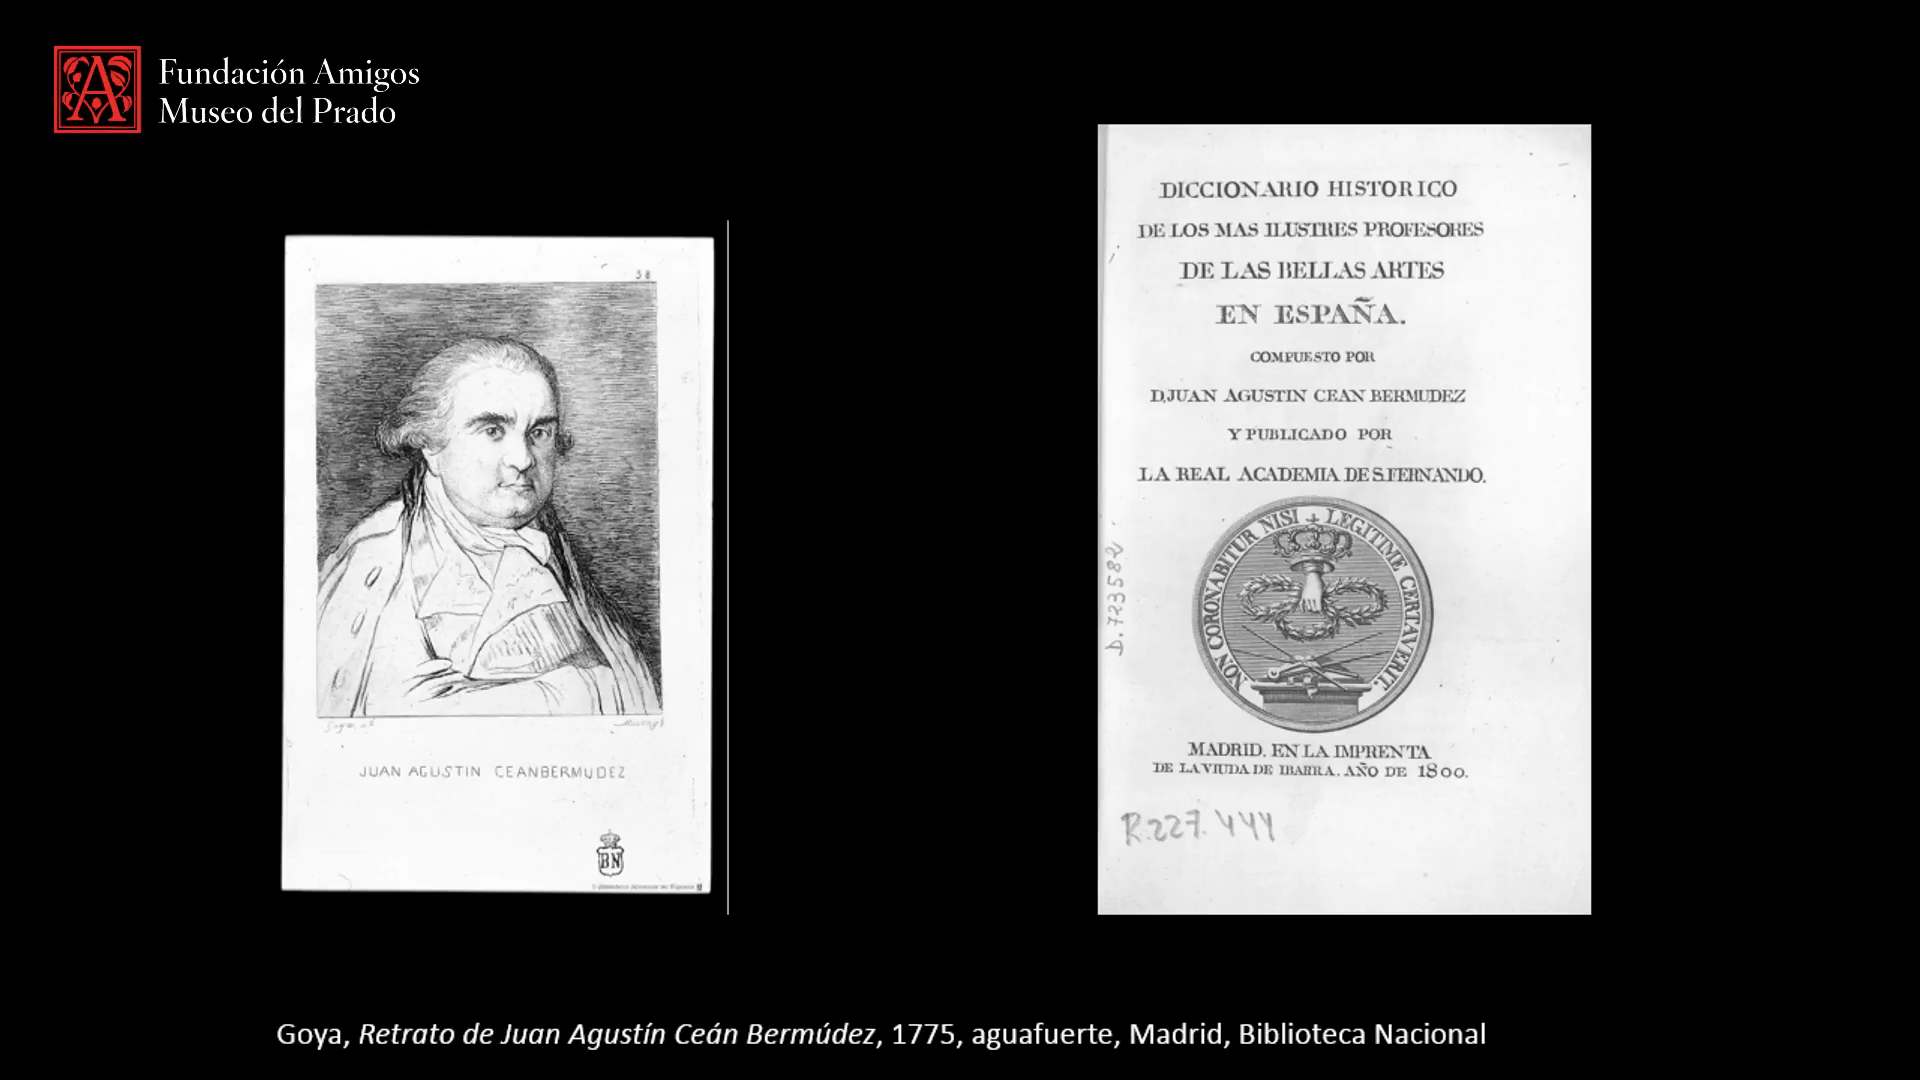 Fundación Amigos
Museo del Prado
38
JUAN AGUSTIN CEANBERMUDEZ
BN
DICCIONARIO HISTORICO
DE LOS MAS ILUSTRES PROFESORES
DE LAS BELLAS ARTES
EN ESPAÑA.
COMPUESTO POR
D.JUAN AGUSTIN CEAN BERMUDEZ
Y PUBLICADO POR
LA REAL ACADEMIA DE S.FERNANDO.
NON CORONABITUR NISI LEGITIME CERTAVERIT.
MADRID. EN LA IMPRENTA
DE LA VIUDA DE IBARRA. AÑO DE 1800.
D.723582
R.227.444
Goya, Retrato de Juan Agustín Ceán Bermúdez, 1775, aguafuerte, Madrid, Biblioteca Nacional